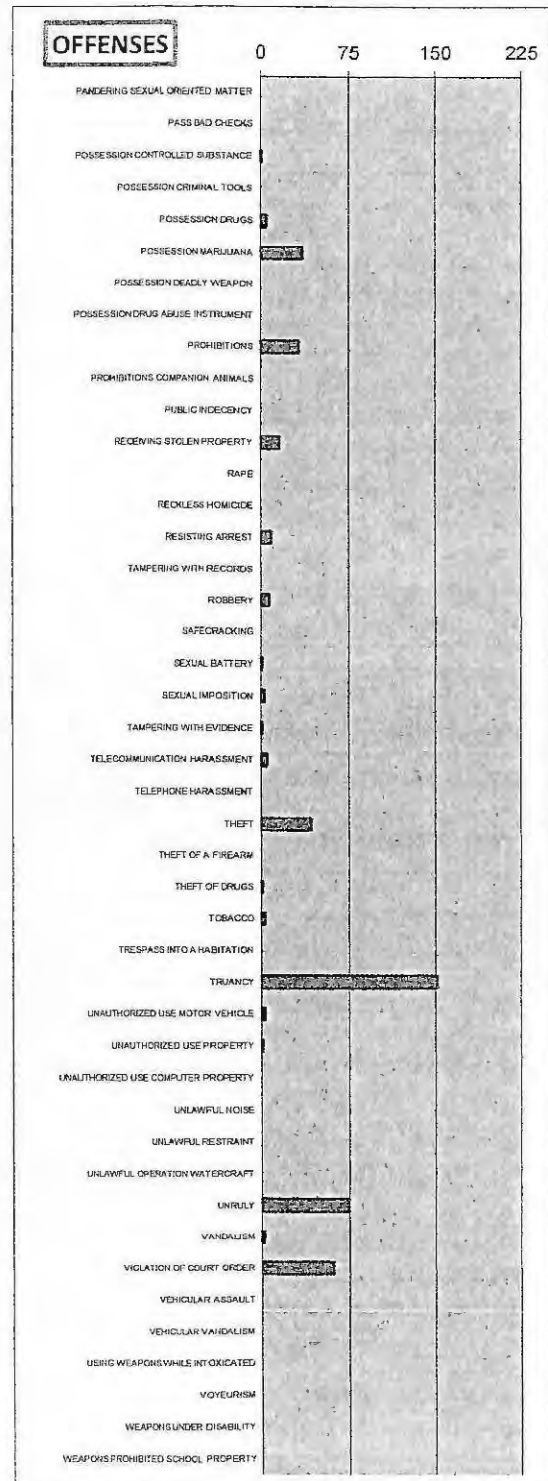 OFFENSES
0 75 150 225
PANDERING SEXUAL ORIENTED MATTER
PASS BAD CHECKS
POSSESSION CONTROLLED SUBSTANCE
POSSESSION CRIMINAL TOOLS
POSSESSION DRUGS
POSSESSION MARIJUANA
POSSESSION DEADLY WEAPON
POSSESSION DRUG ABUSE INSTRUMENT
PROHIBITIONS
PROHIBITIONS COMPANION ANIMALS
PUBLIC INDECENCY
RECEIVING STOLEN PROPERTY
RAPE
RECKLESS HOMICIDE
RESISTING ARREST
TAMPERING WITH RECORDS
ROBBERY
SAFECRACKING
SEXUAL BATTERY
SEXUAL IMPOSITION
TAMPERING WITH EVIDENCE
TELECOMMUNICATION HARASSMENT
TELEPHONE HARASSMENT
THEFT
THEFT OF A FIREARM
THEFT OF DRUGS
TOBACCO
TRESPASS INTO A HABITATION
TRUANCY
UNAUTHORIZED USE MOTOR VEHICLE
UNAUTHORIZED USE PROPERTY
UNAUTHORIZED USE COMPUTER PROPERTY
UNLAWFUL NOISE
UNLAWFUL RESTRAINT
UNLAWFUL OPERATION WATERCRAFT
UNRULY
VANDALISM
VIOLATION OF COURT ORDER
VEHICULAR ASSAULT
VEHICULAR VANDALISM
USING WEAPONS WHILE INTOXICATED
VOYEURISM
WEAPONS UNDER DISABILITY
WEAPONS PROHIBITED SCHOOL PROPERTY